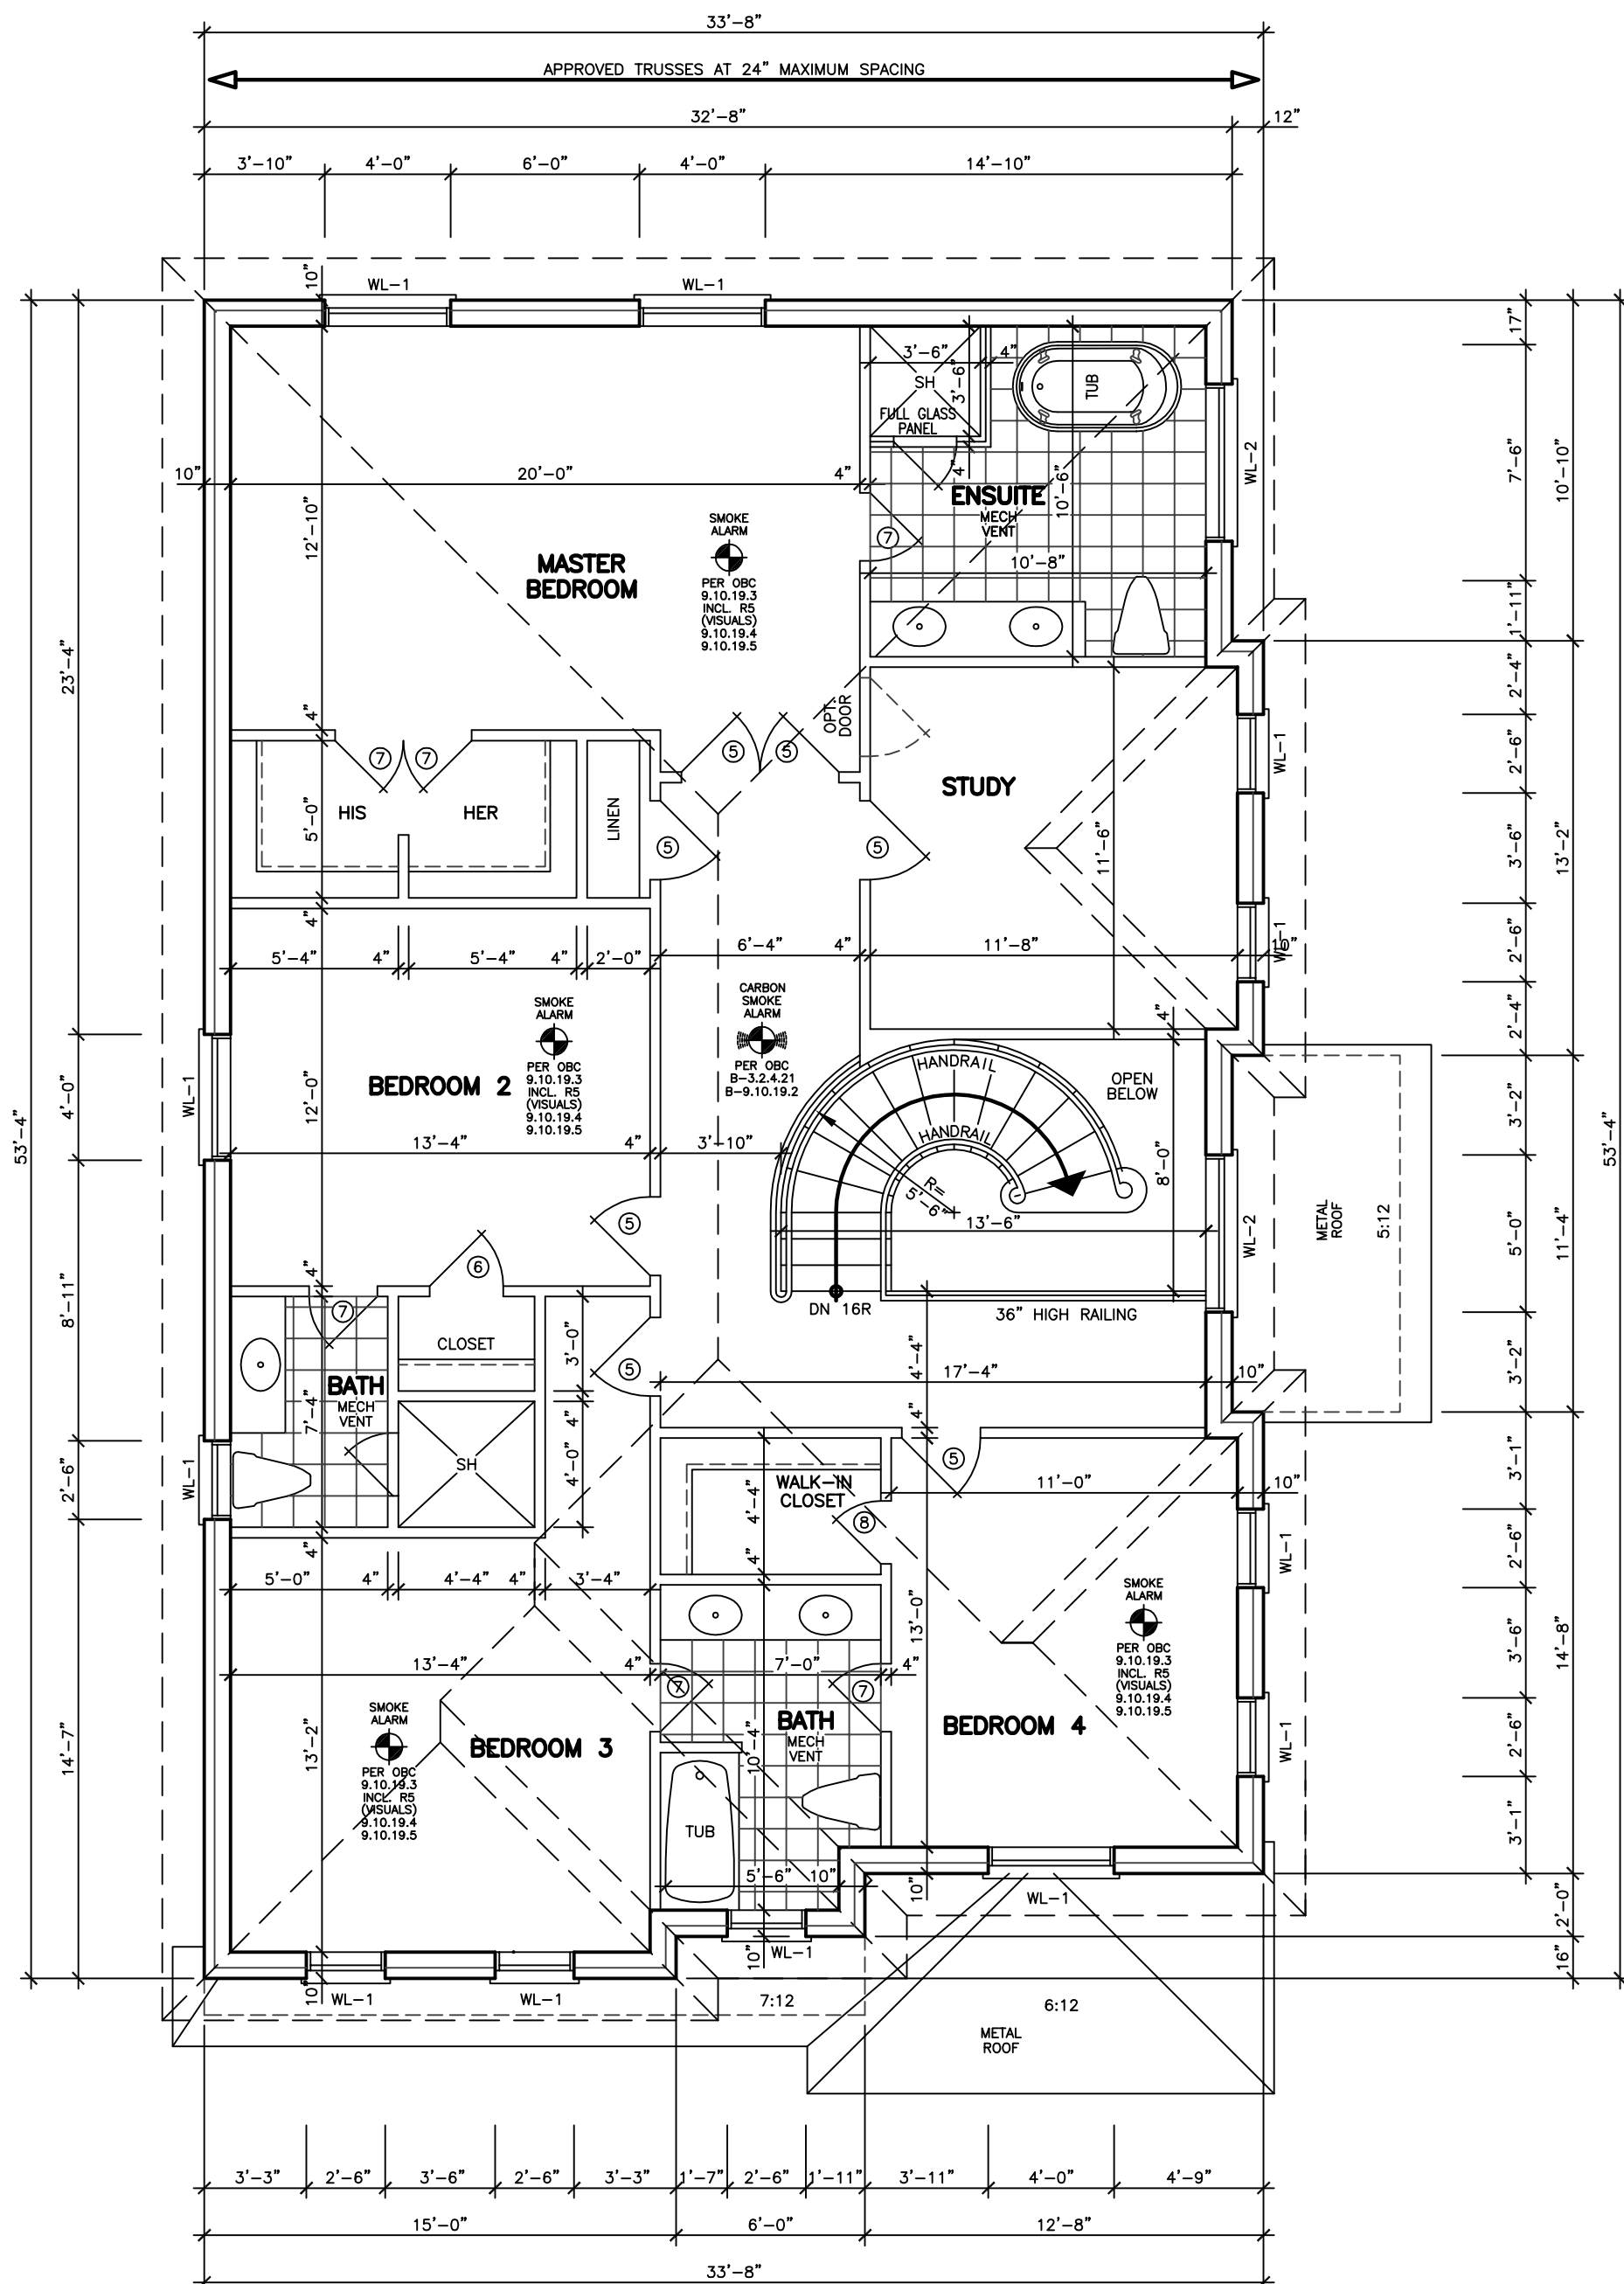 33'-8"
APPROVED TRUSSES AT 24" MAXIMUM SPACING
32'-8" 12"
3'-10" 4'-0" 6'-0" 4'-0" 14'-10"
10" WL-1 WL-1
17"
3'-6" 4"
SH
3'-6"
FULL GLASS
PANEL
TUB
4"
WL-2
7'-6"
10'-10"
10" 20'-0" 4"
10'-6"
ENSUITE
MECH
VENT
12'-10"
SMOKE
ALARM
7
MASTER
BEDROOM
10'-8"
PER OBC
9.10.19.3
INCL. R5
(VISUALS)
9.10.19.4
9.10.19.5
1'-11"
23'-4"
2'-4"
4"
OPT.
DOOR
7 7 5 5
WL-1
2'-6"
STUDY
HIS HER
LINEN
5'-0"
5 5
11'-6"
3'-6"
13'-2"
4"
5'-4" 4" 5'-4" 4" 2'-0"
6'-4" 4" 11'-8" 10"
WL-1
2'-6"
SMOKE
ALARM
CARBON
SMOKE
ALARM
4"
2'-4"
PER OBC
9.10.19.3
INCL. R5
(VISUALS)
9.10.19.4
9.10.19.5
PER OBC
B-3.2.4.21
B-9.10.19.2
HANDRAIL
OPEN
BELOW
BEDROOM 2
WL-1
4'-0"
12'-0"
HANDRAIL
3'-2"
53'-4"
53'-4"
13'-4" 4" 3'-10"
8'-0"
R=
5'-6"
13'-6"
5
WL-2
METAL
ROOF
5:12
5'-0"
11'-4"
6
4"
7
DN 16R
36" HIGH RAILING
8'-11"
CLOSET
3'-0"
5
4'-4"
17'-4" 10"
3'-2"
BATH
MECH
VENT
7'-4"
4"
4"
SH
4'-0"
5
3'-1"
WL-1
2'-6"
WALK-IN
CLOSET
4'-4"
8
11'-0" 10"
WL-1
2'-6"
4"
4"
5'-0" 4" 4'-4" 4" 3'-4"
SMOKE
ALARM
PER OBC
9.10.19.3
INCL. R5
(VISUALS)
9.10.19.4
9.10.19.5
13'-0"
3'-6"
14'-8"
13'-4" 4" 7'-0" 4"
7 7
SMOKE
ALARM
BATH
MECH
VENT
BEDROOM 4
BEDROOM 3
13'-2"
14'-7"
10'-4"
WL-1
2'-6"
PER OBC
9.10.19.3
INCL. R5
(VISUALS)
9.10.19.4
9.10.19.5
TUB
3'-1"
5'-6" 10"
10"
WL-1
2'-0"
10"
WL-1
16"
10"
WL-1 WL-1
7:12
6:12
METAL
ROOF
3'-3" 2'-6" 3'-6" 2'-6" 3'-3" 1'-7" 2'-6" 1'-11" 3'-11" 4'-0" 4'-9"
15'-0" 6'-0" 12'-8"
33'-8"